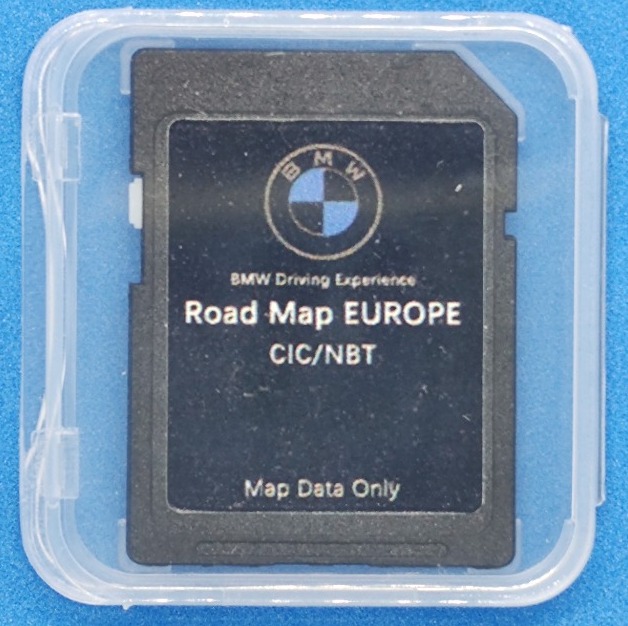 BMW
BMW Driving Experience
Road Map EUROPE
CIC/NBT
Map Data Only